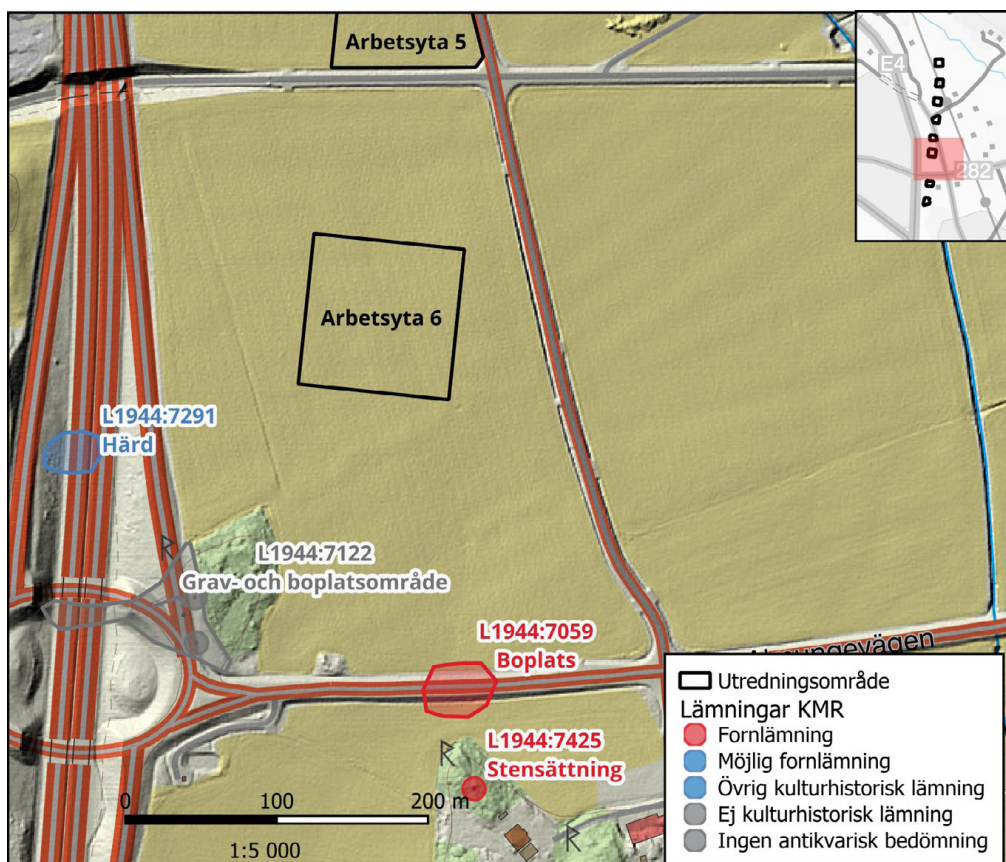 Arbetsyta 5
E4
282
Arbetsyta 6
L1944:7291
Härd
R
L1944:7122
Grav- och boplatsområde
L1944:7059
Boplats
R
L1944:7425
Stensättning
R
0 100 200 m
1:5 000
Utredningsområde
Lämningar KMR
Fornlämning
Möjlig fornlämning
Övrig kulturhistorisk lämning
Ej kulturhistorisk lämning
Ingen antikvarisk bedömning